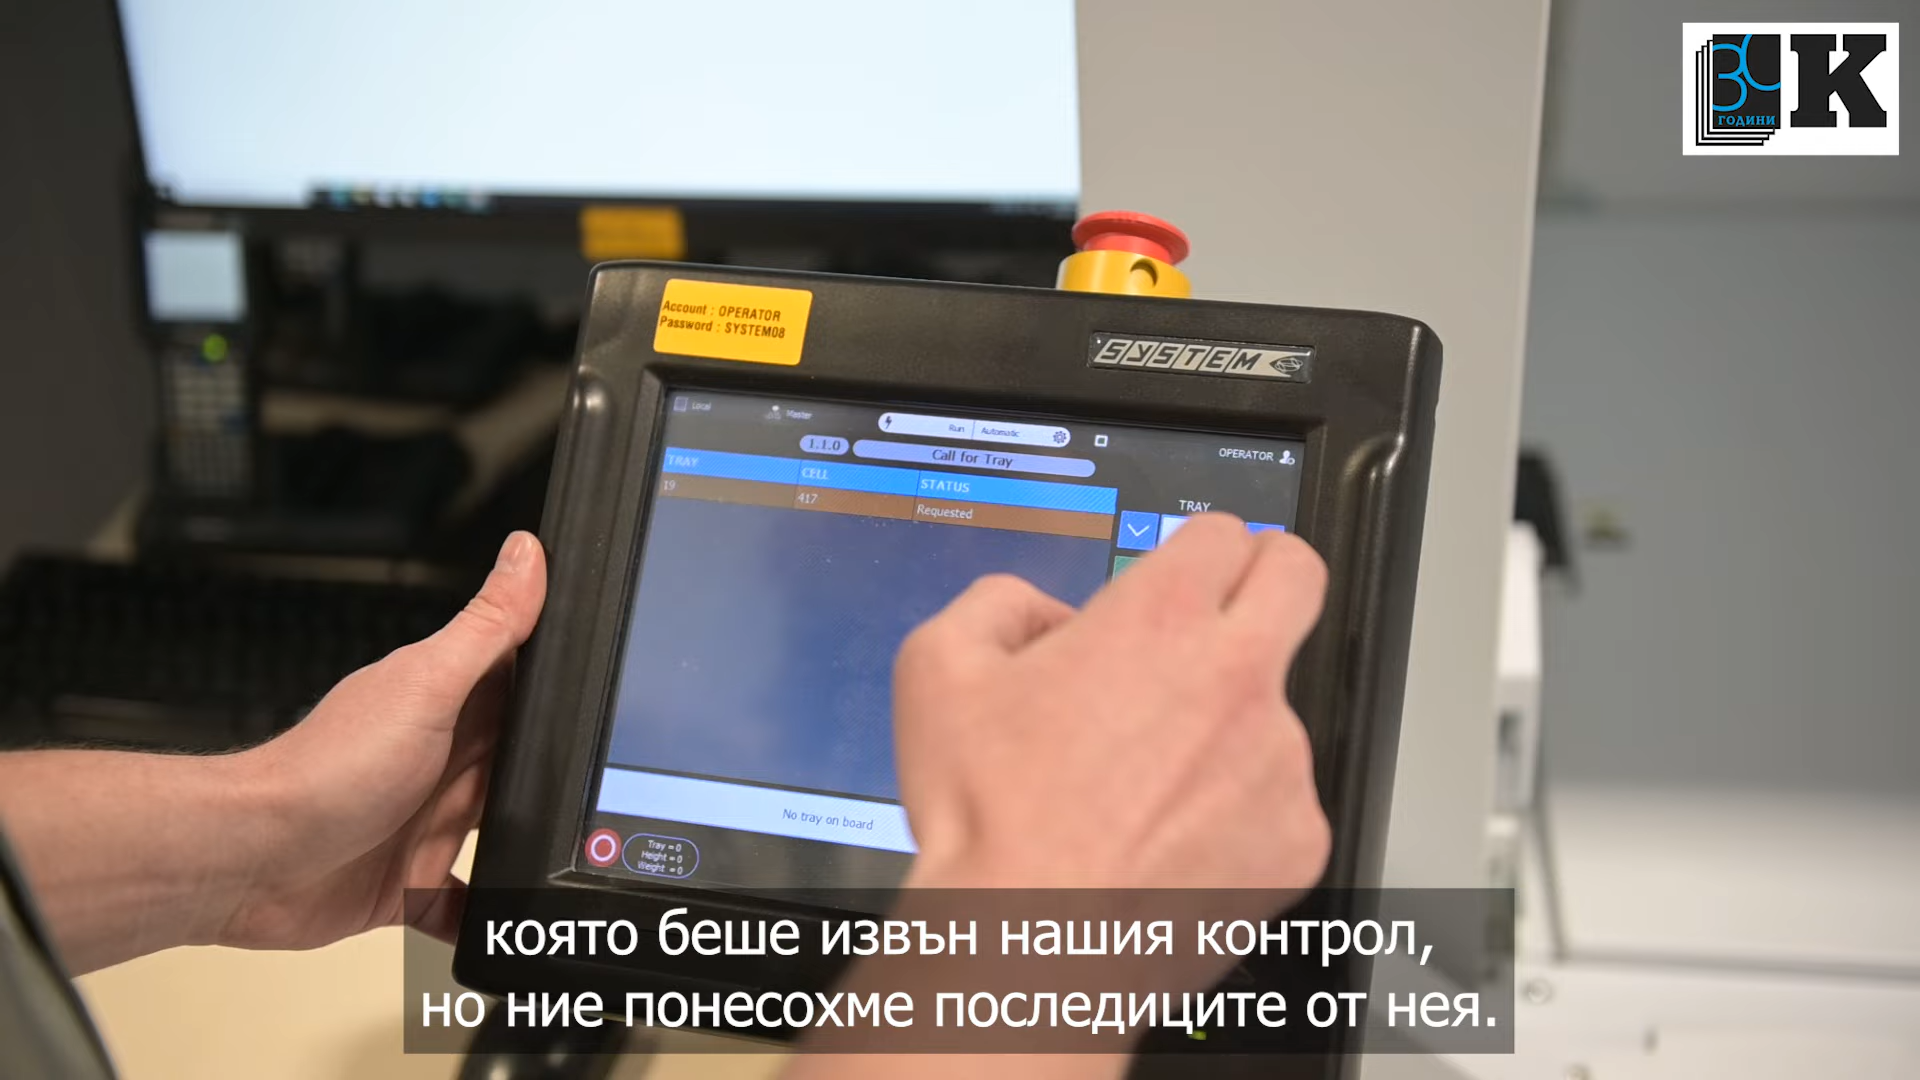 30
ГОДИНИ
К
Account : OPERATOR
Password : SYSTEM08
SYSTEM
Local
Master
Run
Automatic
1.1.0
Call for Tray
OPERATOR
TRAY CELL STATUS
19 417 Requested
TRAY
No tray on board
Tray = 0
Height = 0
Weight = 0
която беше извън нашия контрол,
но ние понесохме последиците от нея.